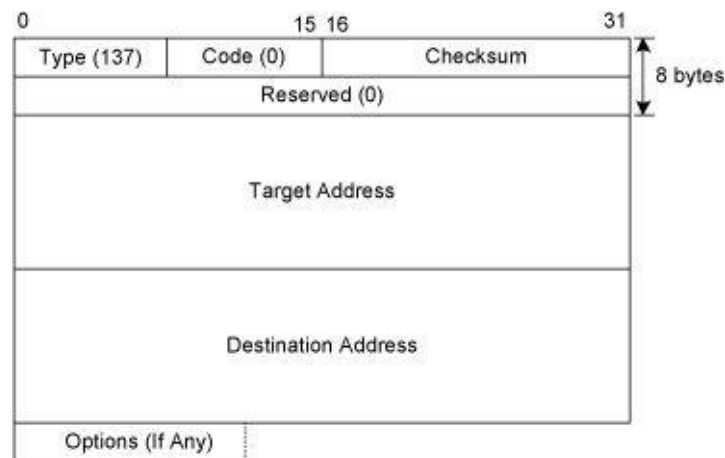 0 15 16 31
Type (137) Code (0) Checksum
8 bytes
Reserved (0)
Target Address
Destination Address
Options (If Any)